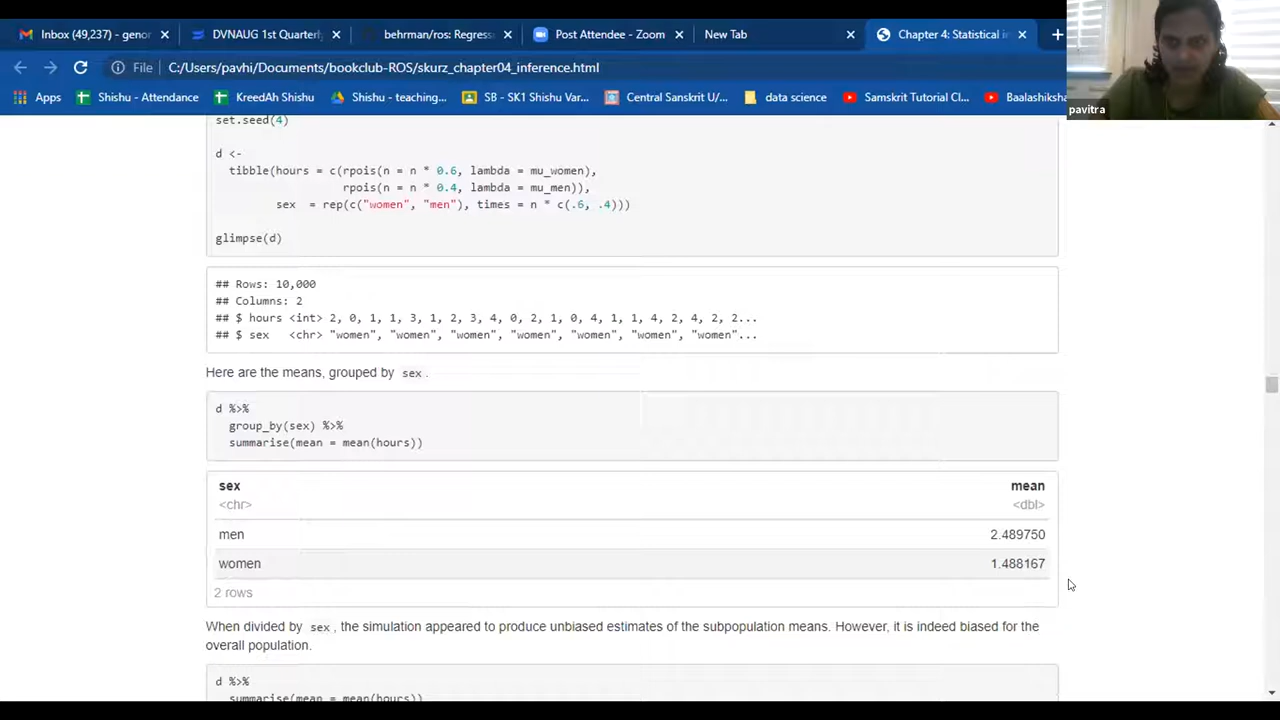 Inbox (49,237) - genor
DVNAUG 1st Quarterl
behrman/ros: Regress
Post Attendee - Zoom
New Tab
Chapter 4: Statistical in
File
C:/Users/pavhi/Documents/bookclub-ROS/skurz_chapter04_inference.html
Apps
Shishu - Attendance
KreedAh Shishu
Shishu - teaching...
SB - SK1 Shishu Mar...
Central Sanskrit U/...
data science
Samskrit Tutorial Cl...
Baalashiksha
pavitra
set.seed(4)
d <-
tibble(hours = c(rpois(n = n * 0.6, lambda = mu_women),
rpois(n = n * 0.4, lambda = mu_men)),
sex = rep(c("women", "men"), times = n * c(.6, .4)))
glimpse(d)
## Rows: 10,000
## Columns: 2
## $ hours <int> 2, 0, 1, 1, 3, 1, 2, 3, 4, 0, 2, 1, 0, 4, 1, 1, 4, 2, 4, 2, 2...
## $ sex <chr> "women", "women", "women", "women", "women", "women", "women"...
Here are the means, grouped by sex .
d %>%
group_by(sex) %>%
summarise(mean = mean(hours))
sex mean
<chr> <dbl>
men 2.489750
women 1.488167
2 rows
When divided by sex , the simulation appeared to produce unbiased estimates of the subpopulation means. However, it is indeed biased for the
overall population.
d %>%
summarise(mean = mean(hours))